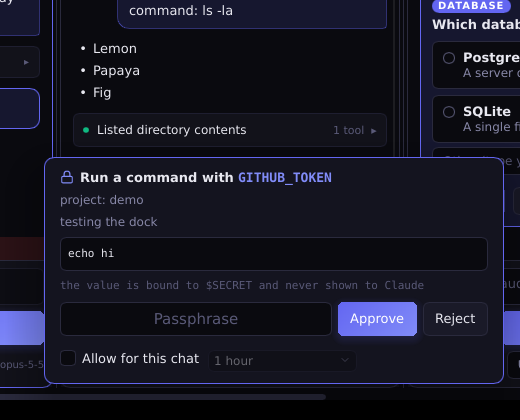 command: ls -la
• Lemon
• Papaya
• Fig
Listed directory contents
1 tool ▸
DATABASE
Which datab
Postgre
A server o
SQLite
A single fi
Run a command with GITHUB_TOKEN
project: demo
testing the dock
echo hi
the value is bound to $SECRET and never shown to Claude
Passphrase
Approve
Reject
Allow for this chat
1 hour
opus-5-5